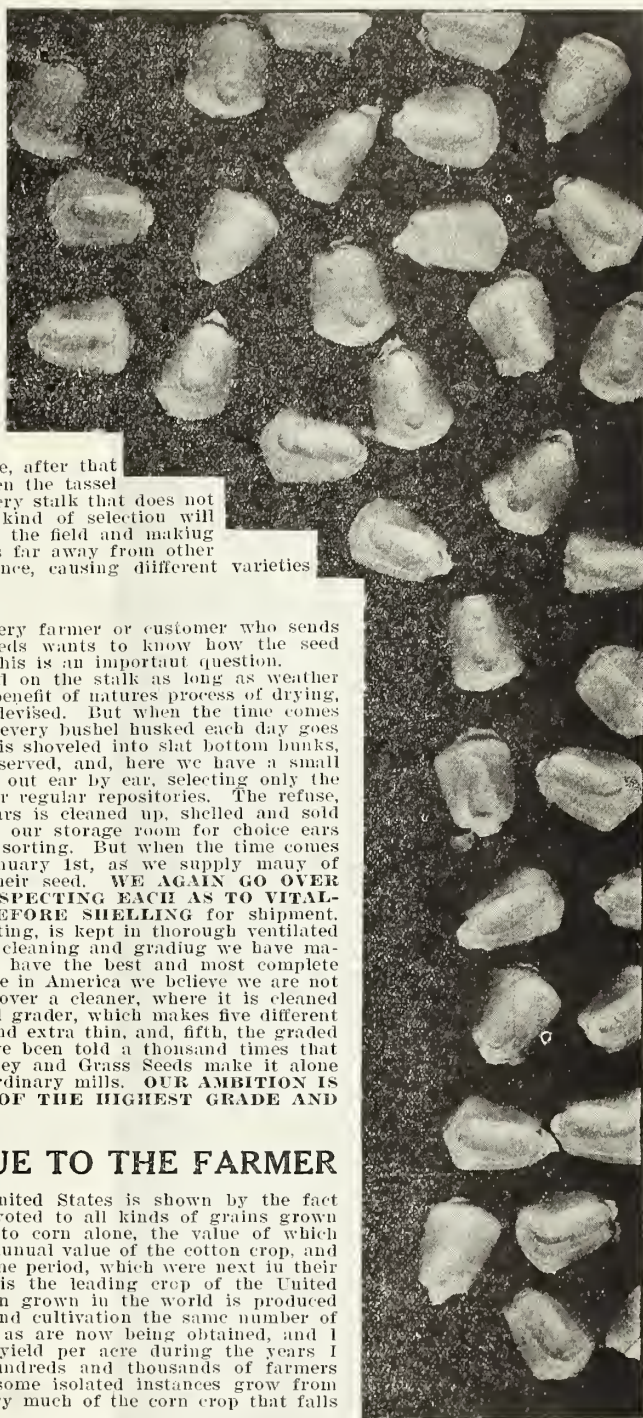 e, after that
en the tassel
ery stalk that does not
kind of selection will
the field and making
s far away from other
nce, causing diifferent varieties
ery farmer or customer who sends
eds wants to know how the seed
his is an important question.
l on the stalk as long as weather
benefit of natures process of drying,
devised. But when the time comes
every bushel husked each day goes
is shoveled into slat bottom bunks,
served, and, here we have a small
out ear by ear, selecting only the
r regular repositories. The refuse,
ars is cleaned up, shelled and sold
our storage room for choice ears
sorting. But when the time comes
nuary 1st, as we supply many of
heir seed. WE AGAIN GO OVER
SPECTING EACH AS TO VITAL-
EFORE SHELLING for shipment.
ting, is kept in thorough ventilated
cleaning and grading we have ma-
have the best and most complete
e in America we believe we are not
over a cleaner, where it is cleaned
l grader, which makes five different
nd extra thin, and, fifth, the graded
ve been told a thousand times that
ey and Grass Seeds make it alone
rdinary mills. OUR AMBITION IS
OF THE HIGHEST GRADE AND
UE TO THE FARMER
nited States is shown by the fact
voted to all kinds of grains grown
to corn alone, the value of which
unual value of the cotton crop, and
ne period, which were next in their
is the leading crop of the United
n grown in the world is produced
nd cultivation the same number of
as are now being obtained, and I
yield per acre during the years I
undreds and thousands of farmers
some isolated instances grow from
ry much of the corn crop that falls